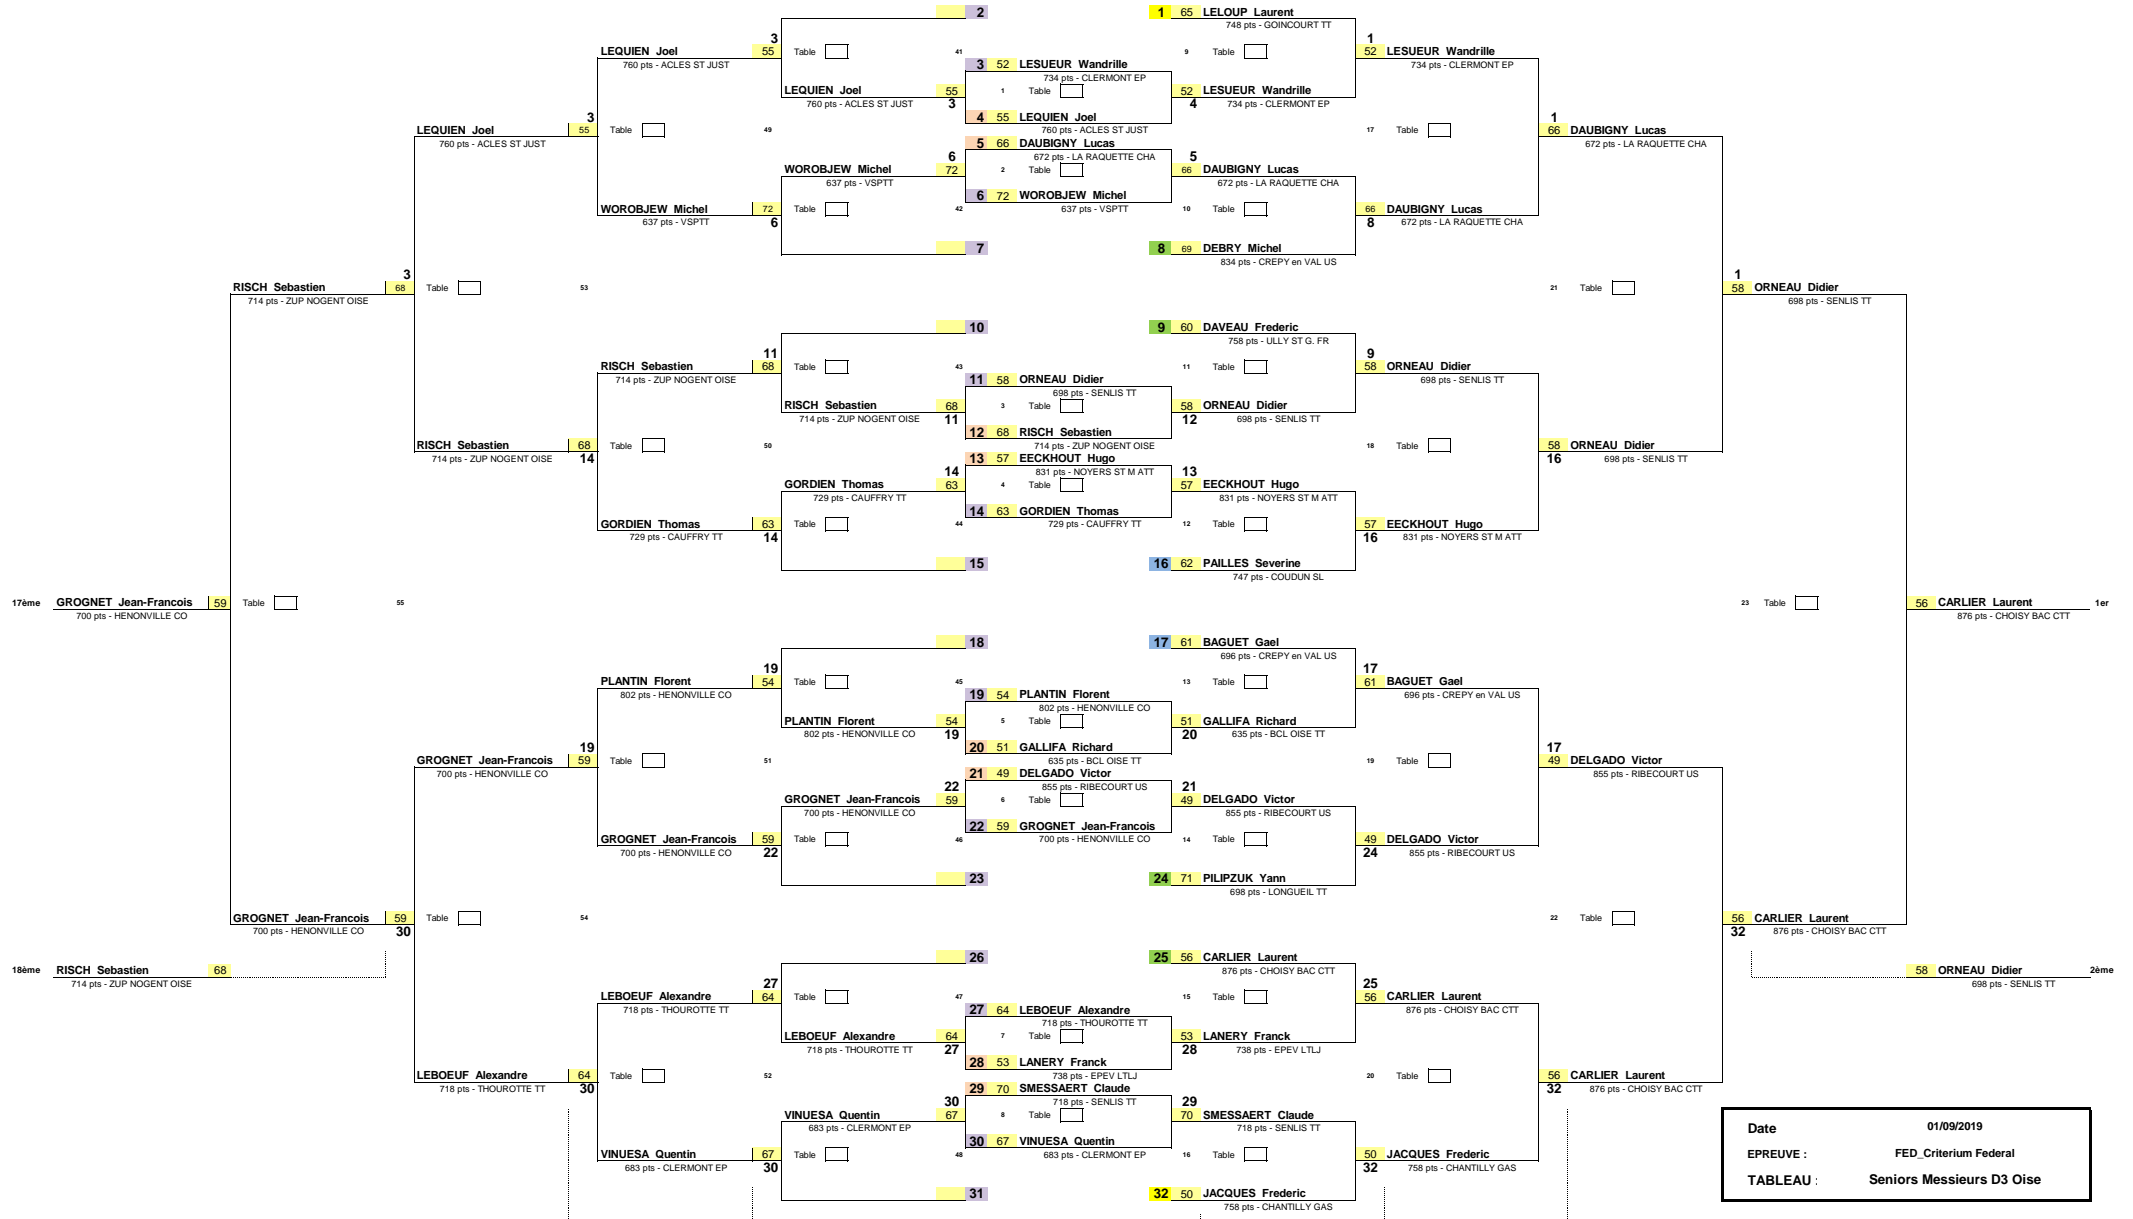 2
1 65 LELOUP Laurent
748 pts - GOINCOURT TT
3
1
LEQUIEN Joel 55 Table 41
9 Table
52 LESUEUR Wandrille
760 pts - ACLES ST JUST
3 52 LESUEUR Wandrille
734 pts - CLERMONT EP
734 pts - CLERMONT EP
LEQUIEN Joel 55
1 Table
52 LESUEUR Wandrille
760 pts - ACLES ST JUST 3
4 734 pts - CLERMONT EP
3
4 55 LEQUIEN Joel
1
LEQUIEN Joel 55 Table 49
760 pts - ACLES ST JUST
17 Table
66 DAUBIGNY Lucas
760 pts - ACLES ST JUST
5 66 DAUBIGNY Lucas
672 pts - LA RAQUETTE CHA
6
672 pts - LA RAQUETTE CHA
5
WOROBJEW Michel 72
2 Table
66 DAUBIGNY Lucas
637 pts - VSPTT
672 pts - LA RAQUETTE CHA
6 72 WOROBJEW Michel
WOROBJEW Michel 72 Table 42
637 pts - VSPTT
10 Table
66 DAUBIGNY Lucas
637 pts - VSPTT 6
8 672 pts - LA RAQUETTE CHA
7
8 69 DEBRY Michel
834 pts - CREPY en VAL US
3
1
RISCH Sebastien 68 Table 53
21 Table
58 ORNEAU Didier
714 pts - ZUP NOGENT OISE
698 pts - SENLIS TT
10
9 60 DAVEAU Frederic
758 pts - ULLY ST G. FR
11
9
RISCH Sebastien 68 Table 43
11 Table
58 ORNEAU Didier
714 pts - ZUP NOGENT OISE
11 58 ORNEAU Didier
698 pts - SENLIS TT
698 pts - SENLIS TT
RISCH Sebastien 68
3 Table
58 ORNEAU Didier
714 pts - ZUP NOGENT OISE 11
12 698 pts - SENLIS TT
12 68 RISCH Sebastien
RISCH Sebastien 68 Table 50
714 pts - ZUP NOGENT OISE
18 Table
58 ORNEAU Didier
714 pts - ZUP NOGENT OISE 14
13 57 EECKHOUT Hugo
16 698 pts - SENLIS TT
14
831 pts - NOYERS ST M ATT
13
GORDIEN Thomas 63
4 Table
57 EECKHOUT Hugo
729 pts - CAUFFRY TT
831 pts - NOYERS ST M ATT
14 63 GORDIEN Thomas
GORDIEN Thomas 63 Table 44
729 pts - CAUFFRY TT
12 Table
57 EECKHOUT Hugo
729 pts - CAUFFRY TT 14
16 831 pts - NOYERS ST M ATT
15
16 62 PAILLES Severine
747 pts - COUDUN SL
17ème GROGNET Jean-Francois 59 Table 55
23 Table
56 CARLIER Laurent 1er
700 pts - HENONVILLE CO
876 pts - CHOISY BAC CTT
18
17 61 BAGUET Gael
696 pts - CREPY en VAL US
19
17
PLANTIN Florent 54 Table 45
13 Table
61 BAGUET Gael
802 pts - HENONVILLE CO
19 54 PLANTIN Florent
696 pts - CREPY en VAL US
802 pts - HENONVILLE CO
PLANTIN Florent 54
5 Table
51 GALLIFA Richard
802 pts - HENONVILLE CO 19
20 635 pts - BCL OISE TT
19
20 51 GALLIFA Richard
17
GROGNET Jean-Francois 59 Table 51
635 pts - BCL OISE TT
19 Table
49 DELGADO Victor
700 pts - HENONVILLE CO
21 49 DELGADO Victor
855 pts - RIBECOURT US
22
855 pts - RIBECOURT US
21
GROGNET Jean-Francois 59
6 Table
49 DELGADO Victor
700 pts - HENONVILLE CO
855 pts - RIBECOURT US
22 59 GROGNET Jean-Francois
GROGNET Jean-Francois 59 Table 46
700 pts - HENONVILLE CO
14 Table
49 DELGADO Victor
700 pts - HENONVILLE CO 22
24 855 pts - RIBECOURT US
23
24 71 PILIPZUK Yann
698 pts - LONGUEIL TT
GROGNET Jean-Francois 59 Table 54
22 Table
56 CARLIER Laurent
700 pts - HENONVILLE CO 30
32 876 pts - CHOISY BAC CTT
26
25 56 CARLIER Laurent
18ème RISCH Sebastien 68
876 pts - CHOISY BAC CTT
58 ORNEAU Didier 2ème
714 pts - ZUP NOGENT OISE
698 pts - SENLIS TT
27
25
LEBOEUF Alexandre 64 Table 47
15 Table
56 CARLIER Laurent
718 pts - THOUROTTE TT
27 64 LEBOEUF Alexandre
876 pts - CHOISY BAC CTT
718 pts - THOUROTTE TT
LEBOEUF Alexandre 64
7 Table
53 LANERY Franck
718 pts - THOUROTTE TT 27
28 738 pts - EPEV LTLJ
28 53 LANERY Franck
LEBOEUF Alexandre 64 Table 52
738 pts - EPEV LTLJ
20 Table
56 CARLIER Laurent
718 pts - THOUROTTE TT 30
29 70 SMESSAERT Claude
32 876 pts - CHOISY BAC CTT
30
718 pts - SENLIS TT
29
VINUESA Quentin 67
8 Table
70 SMESSAERT Claude
683 pts - CLERMONT EP
718 pts - SENLIS TT
30 67 VINUESA Quentin
VINUESA Quentin 67 Table 48
683 pts - CLERMONT EP
16 Table
50 JACQUES Frederic
683 pts - CLERMONT EP 30
32 758 pts - CHANTILLY GAS
31
32 50 JACQUES Frederic
758 pts - CHANTILLY GAS
Date 01/09/2019
EPREUVE : FED_Criterium Federal
TABLEAU : Seniors Messieurs D3 Oise